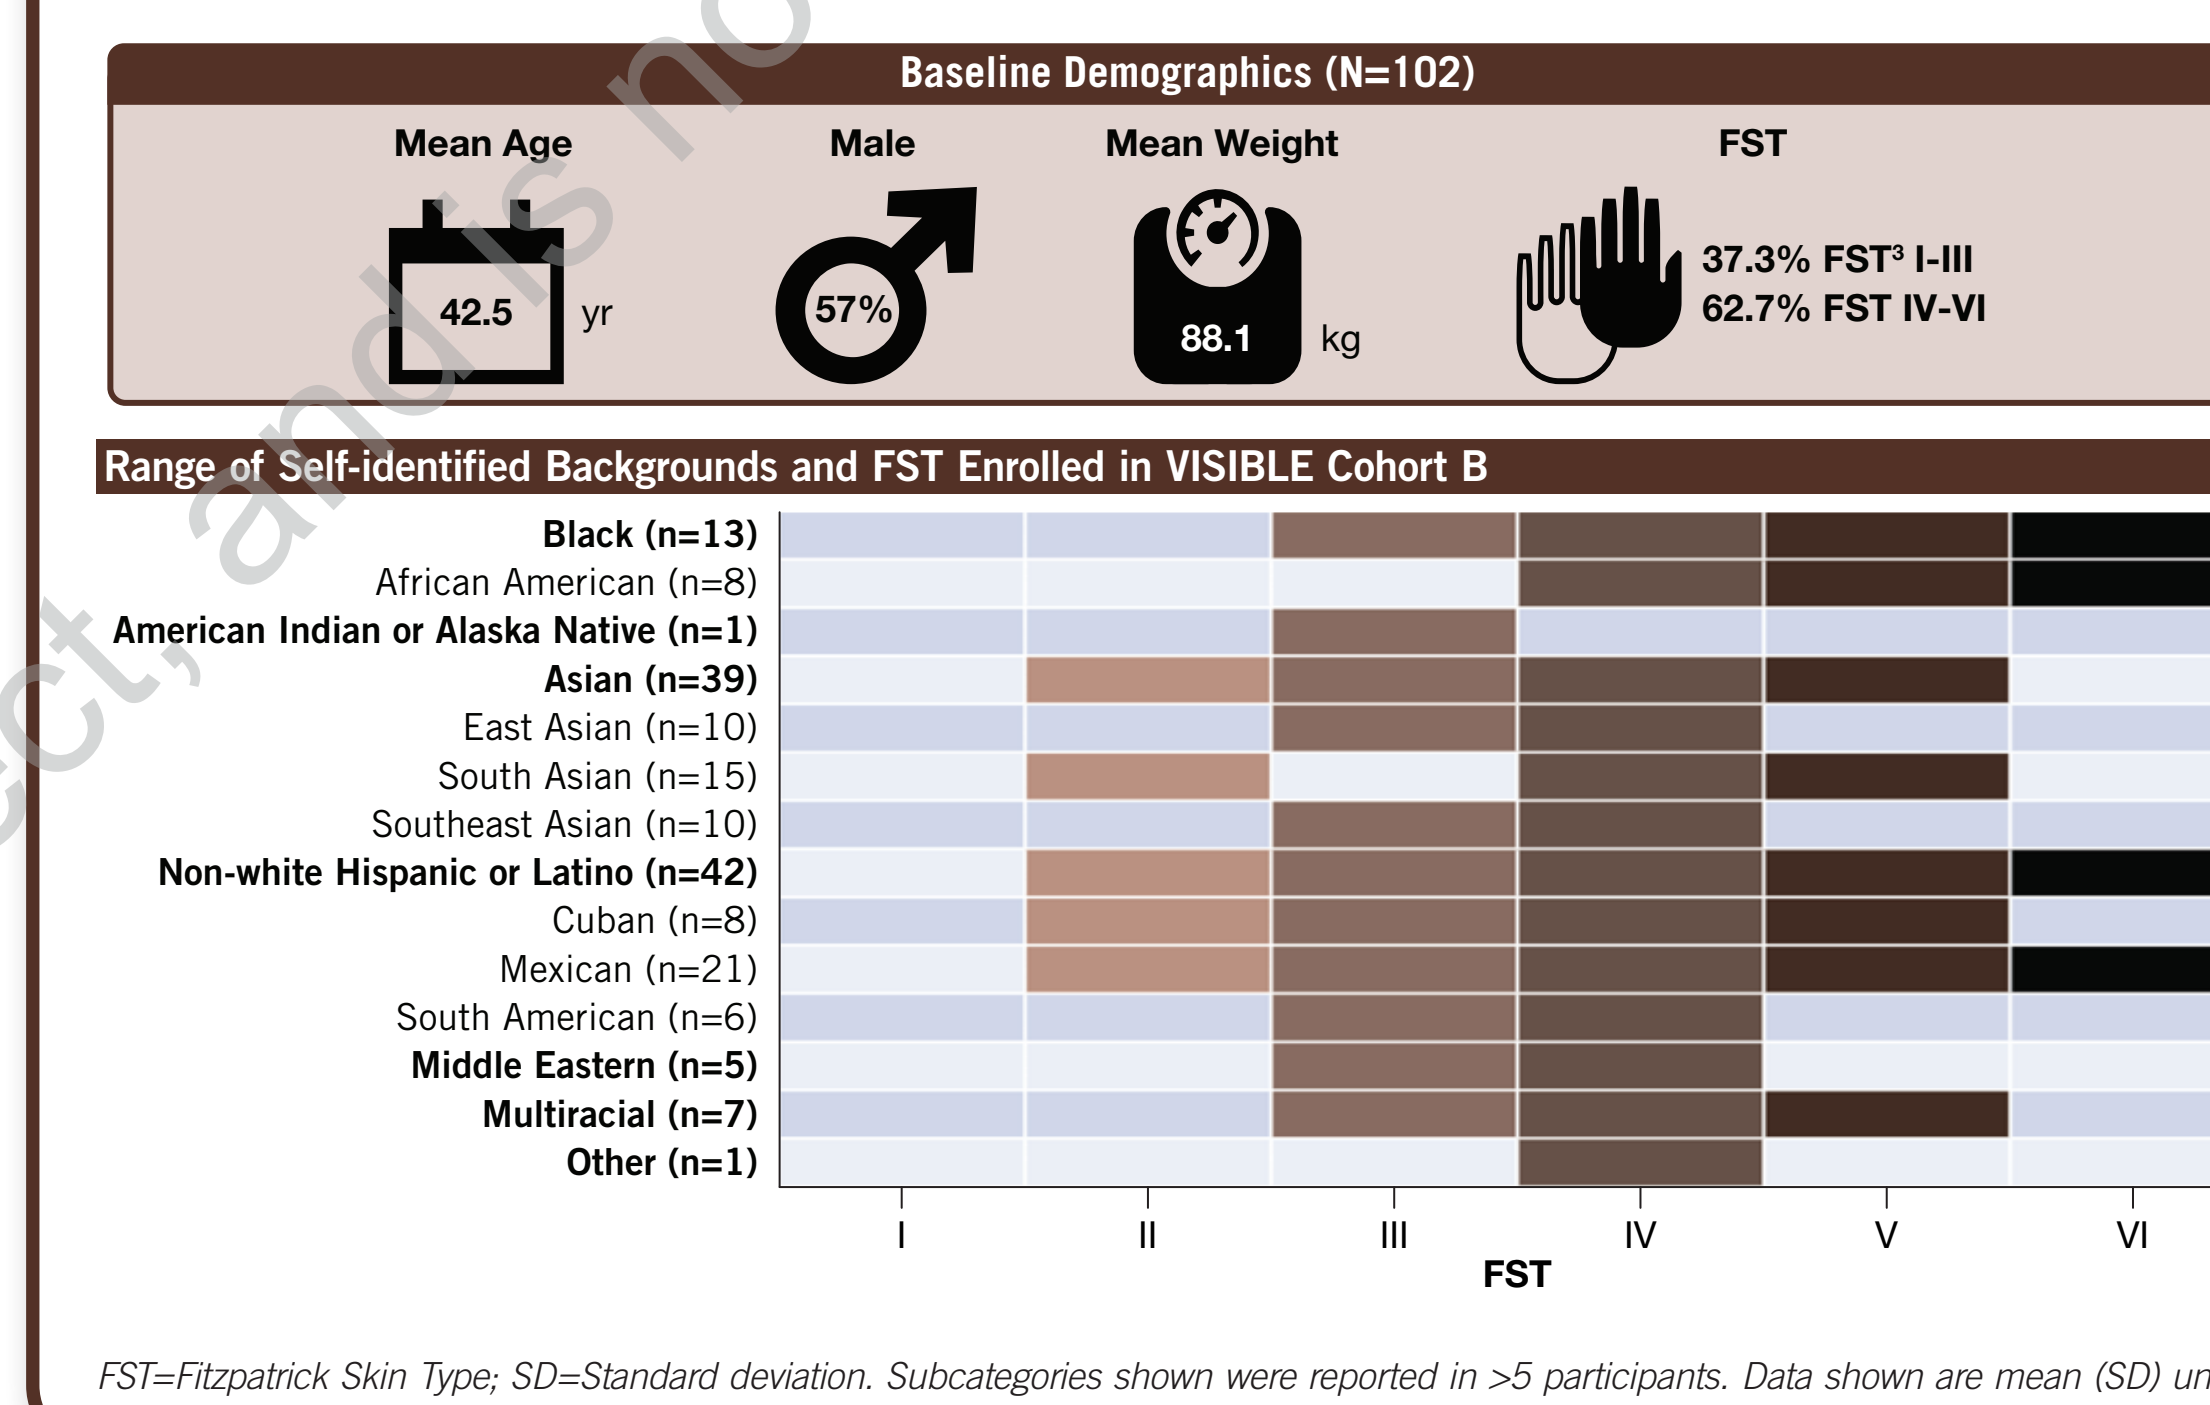 Baseline Demographics (N=102)
Mean Age
Male
Mean Weight
FST
42.5 yr
57%
88.1 kg
37.3% FST³ I-III
62.7% FST IV-VI
Range of Self-identified Backgrounds and FST Enrolled in VISIBLE Cohort B
Black (n=13)
African American (n=8)
American Indian or Alaska Native (n=1)
Asian (n=39)
East Asian (n=10)
South Asian (n=15)
Southeast Asian (n=10)
Non-white Hispanic or Latino (n=42)
Cuban (n=8)
Mexican (n=21)
South American (n=6)
Middle Eastern (n=5)
Multiracial (n=7)
Other (n=1)
I II III IV V VI
FST
FST=Fitzpatrick Skin Type; SD=Standard deviation. Subcategories shown were reported in >5 participants. Data shown are mean (SD)
and is